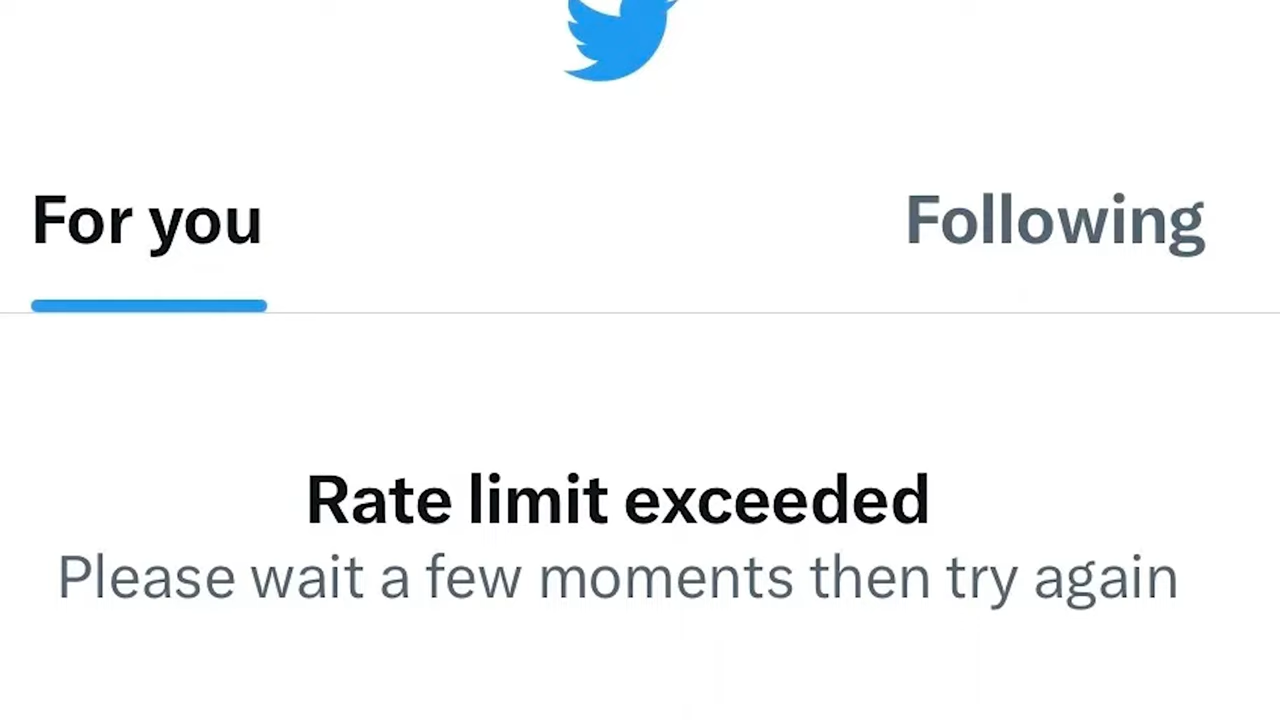 For you
Following
Rate limit exceeded
Please wait a few moments then try again